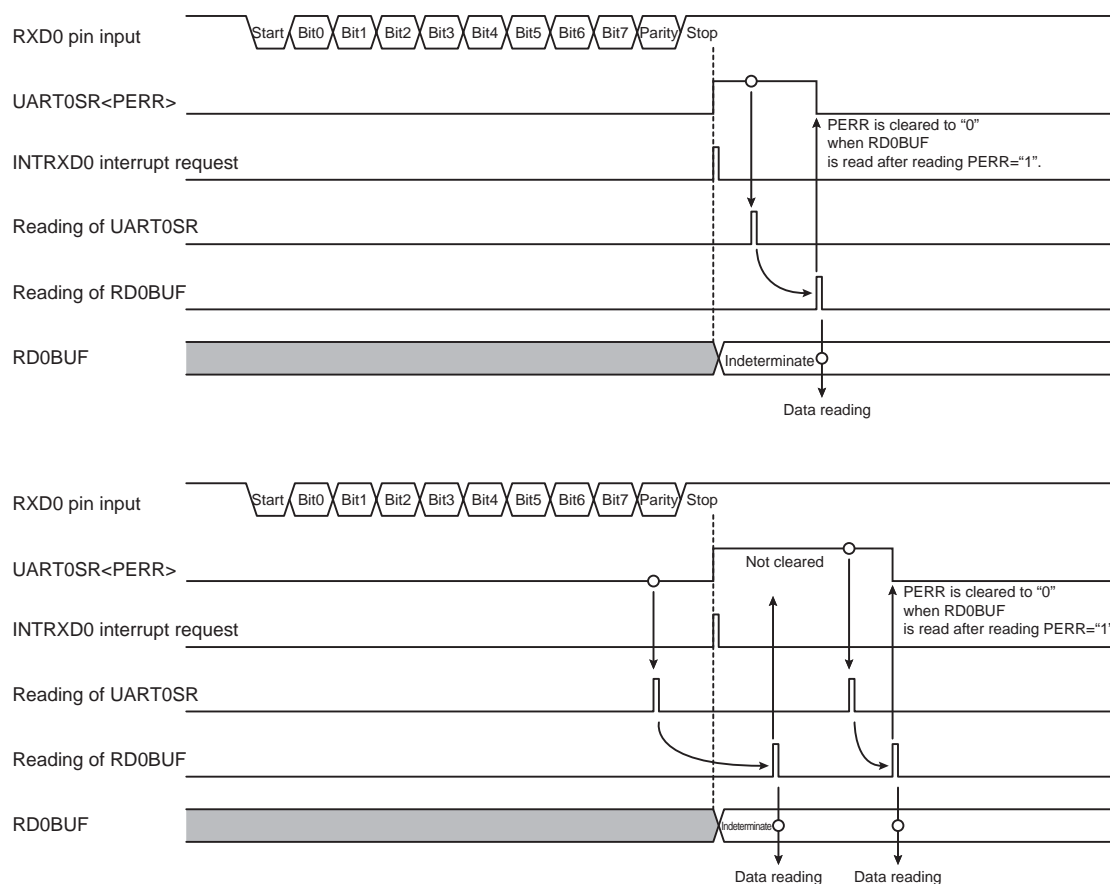 RXD0 pin input
Start Bit0 Bit1 Bit2 Bit3 Bit4 Bit5 Bit6 Bit7 Parity Stop
UART0SR<PERR>
PERR is cleared to “0”
when RD0BUF
is read after reading PERR=“1”.
INTRXD0 interrupt request
Reading of UART0SR
Reading of RD0BUF
RD0BUF
Indeterminate
Data reading
RXD0 pin input
Start Bit0 Bit1 Bit2 Bit3 Bit4 Bit5 Bit6 Bit7 Parity Stop
UART0SR<PERR>
Not cleared
PERR is cleared to “0”
when RD0BUF
is read after reading PERR=“1”
INTRXD0 interrupt request
Reading of UART0SR
Reading of RD0BUF
RD0BUF
Indeterminate
Data reading Data reading